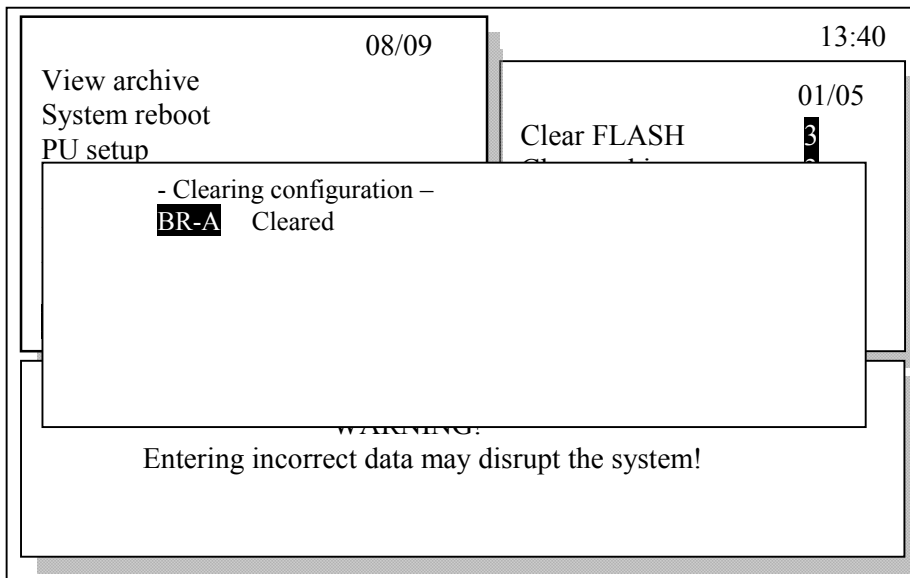 13:40
08/09
View archive
System reboot
PU setup
01/05
Clear FLASH 3
- Clearing configuration –
BR-A Cleared
WARNING!
Entering incorrect data may disrupt the system!